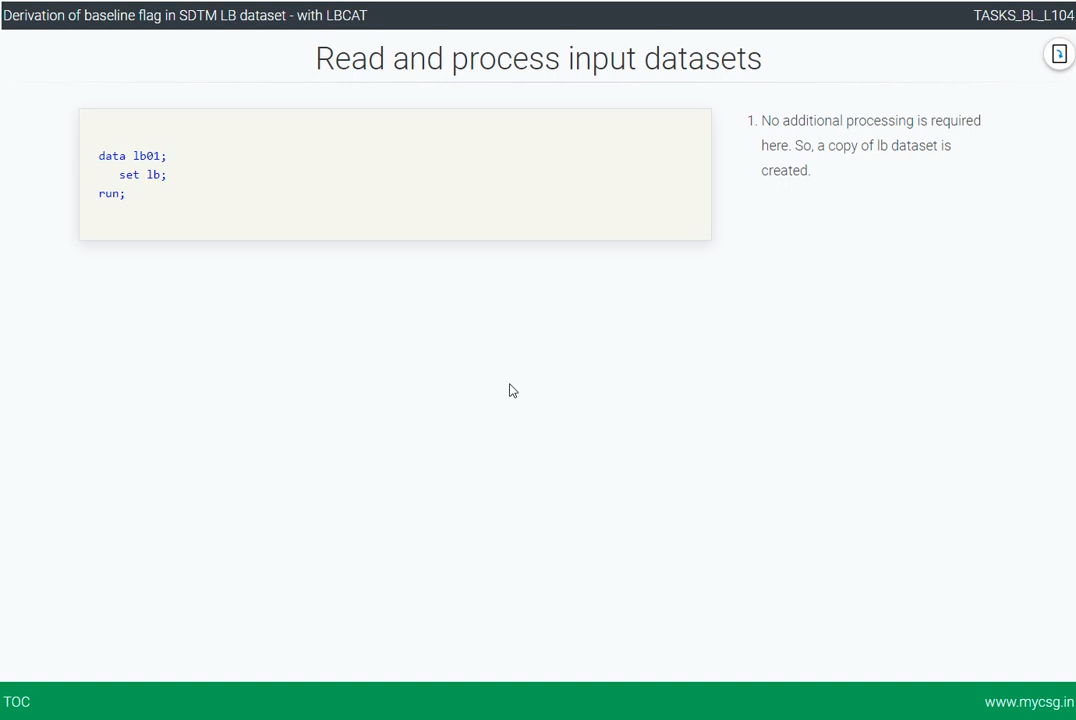 Derivation of baseline flag in SDTM LB dataset - with LBCAT
TASKS_BL_L104
Read and process input datasets
data lb01;
set lb;
run;
1. No additional processing is required
here. So, a copy of lb dataset is
created.
TOC
www.mycsg.in